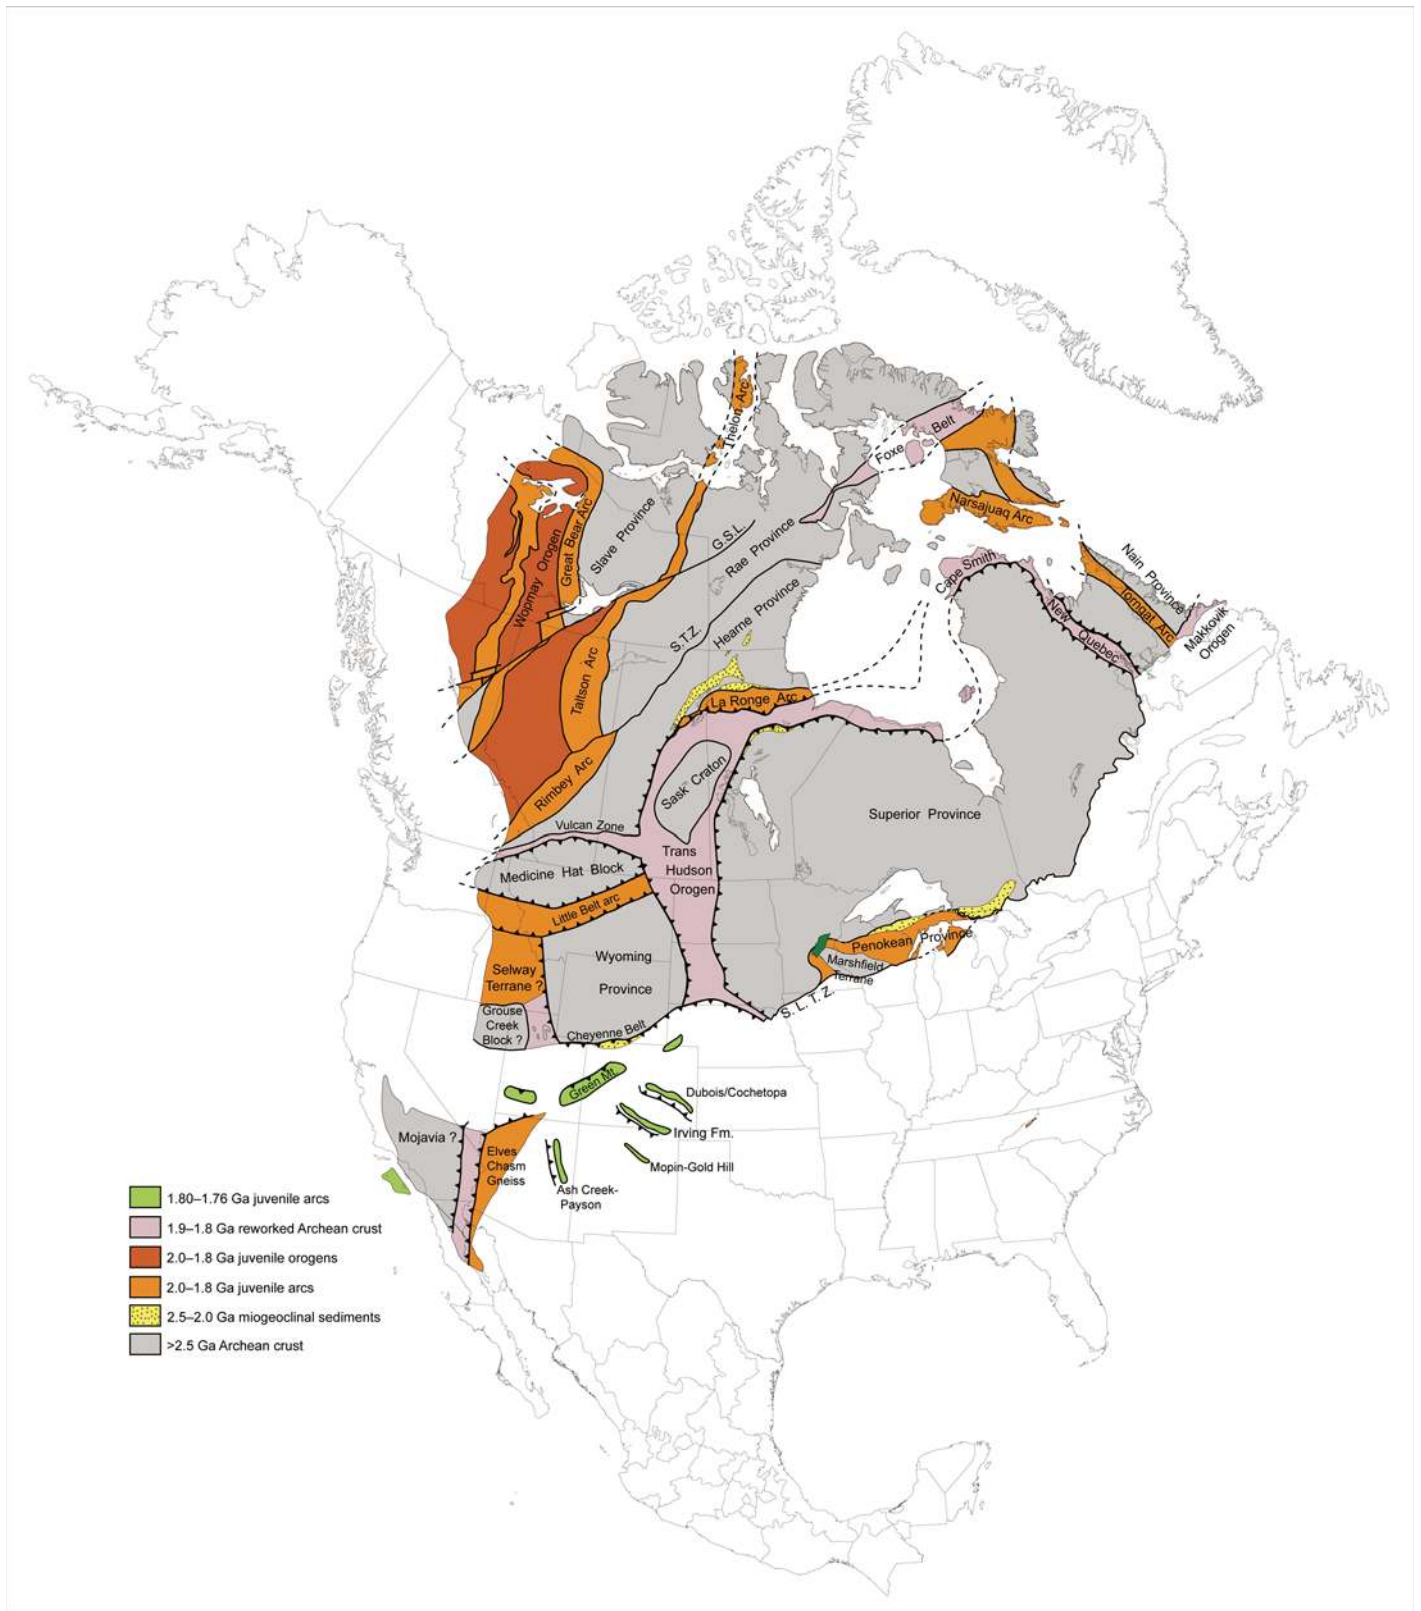 Thelon Arc
Foxe Belt
Narsajuaq Arc
Great Bear Arc
Wopmay Orogen
Slave Province
G.S.L.
Rae Province
Cape Smith
Nain Province
Torngat Arc
New Quebec
Makkovik
Orogen
Hearne Province
S.T.Z.
Taltson Arc
La Ronge Arc
Rimbey Arc
Sask Craton
Superior Province
Vulcan Zone
Trans
Hudson
Orogen
Medicine Hat Block
Little Belt arc
Penokean Province
Marshfield
Terrane
Wyoming
Province
Selway
Terrane ?
S. L. T. Z.
Grouse
Creek
Block ?
Cheyenne Belt
Green Mt.
Dubois/Cochetopa
Irving Fm.
Mojavia ?
Elves
Chasm
Gneiss
Mopin-Gold Hill
Ash Creek-
Payson
1.80–1.76 Ga juvenile arcs
1.9–1.8 Ga reworked Archean crust
2.0–1.8 Ga juvenile orogens
2.0–1.8 Ga juvenile arcs
2.5–2.0 Ga miogeoclinal sediments
>2.5 Ga Archean crust